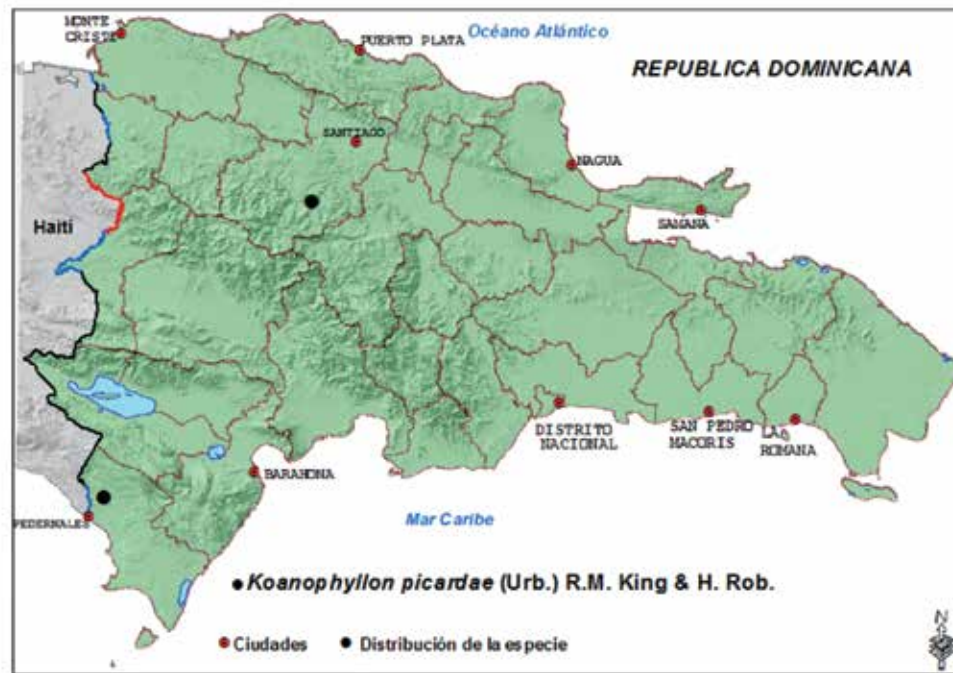 MONTE
CRISTI
PUERTO PLATA
Océano Atlántico
REPUBLICA DOMINICANA
SANTIAGO
NAGUA
SAMANA
Haití
DISTRITO
NACIONAL
SAN PEDRO
MACORIS
LA
ROMANA
BARAHONA
PEDERNALES
Mar Caribe
Koanophyllon picardae (Urb.) R.M. King & H. Rob.
Ciudades
Distribución de la especie
N